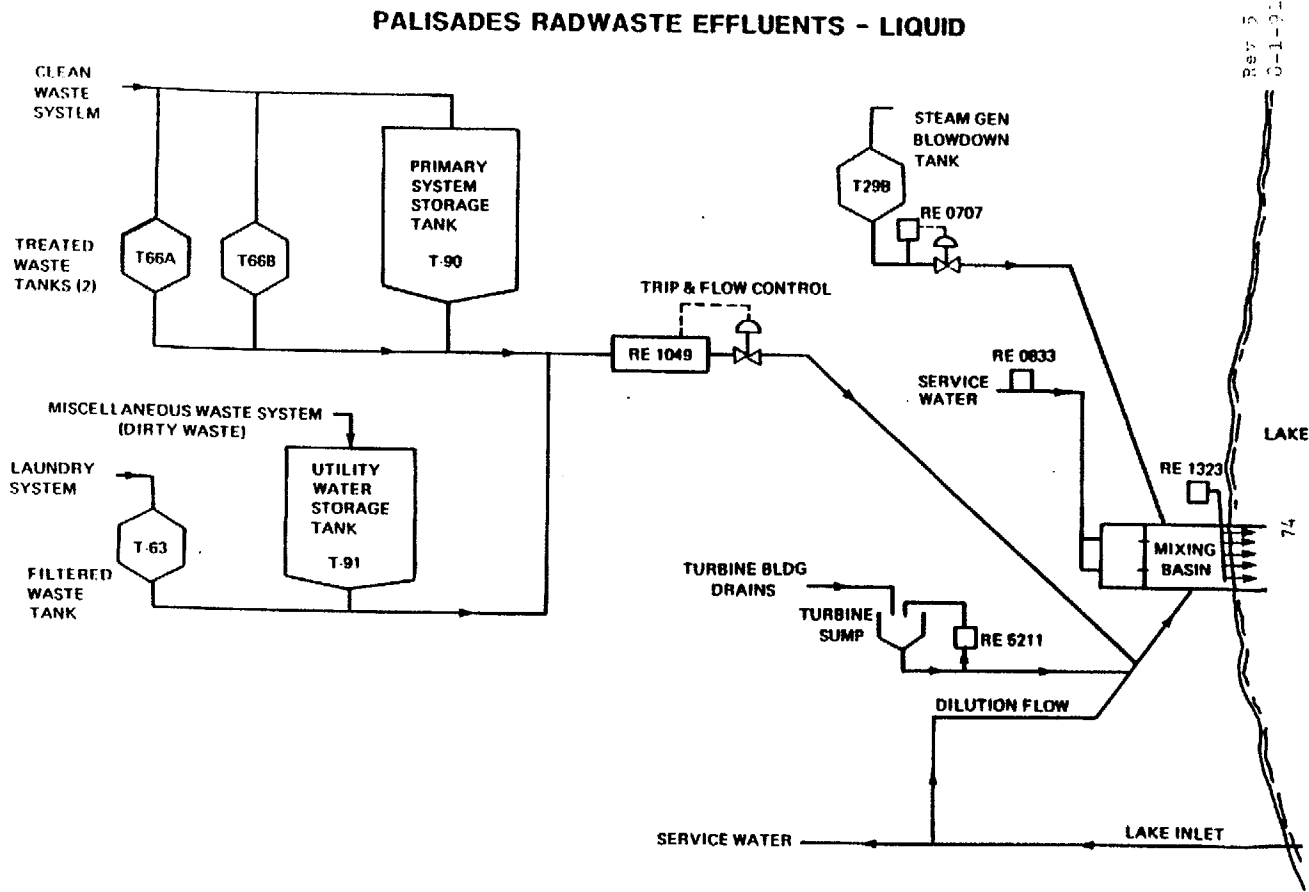 PALISADES RADWASTE EFFLUENTS - LIQUID
Rev 5
CLEAN
WASTE
SYSTEM
PRIMARY
SYSTEM
STORAGE
TANK
T-90
T66A
T66B
TREATED
WASTE
TANKS (2)
STEAM GEN
BLOWDOWN
TANK
T29B
RE 0707
TRIP & FLOW CONTROL
RE 1049
RE 0833
SERVICE
WATER
LAKE
RE 1323
74
MIXING
BASIN
MISCELLANEOUS WASTE SYSTEM
(DIRTY WASTE)
LAUNDRY
SYSTEM
UTILITY
WATER
STORAGE
TANK
T-91
T-63
FILTERED
WASTE
TANK
TURBINE BLDG
DRAINS
TURBINE
SUMP
RE 5211
DILUTION FLOW
SERVICE WATER
LAKE INLET